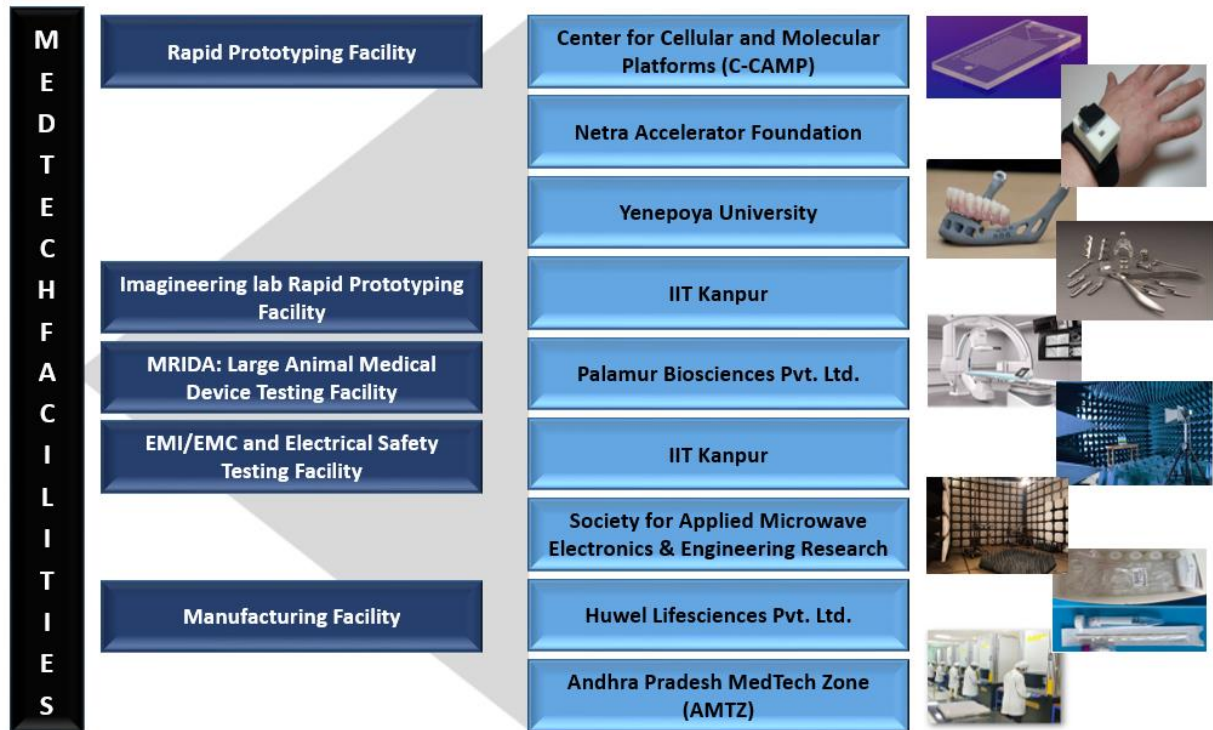 MEDTECHFACILITIES
Rapid Prototyping Facility
Center for Cellular and Molecular
Platforms (C-CAMP)
Netra Accelerator Foundation
Yenepoya University
Imagineering lab Rapid Prototyping
Facility
IIT Kanpur
MRIDA: Large Animal Medical
Device Testing Facility
Palamur Biosciences Pvt. Ltd.
EMI/EMC and Electrical Safety
Testing Facility
IIT Kanpur
Society for Applied Microwave
Electronics & Engineering Research
Manufacturing Facility
Huwel Lifesciences Pvt. Ltd.
Andhra Pradesh MedTech Zone
(AMTZ)